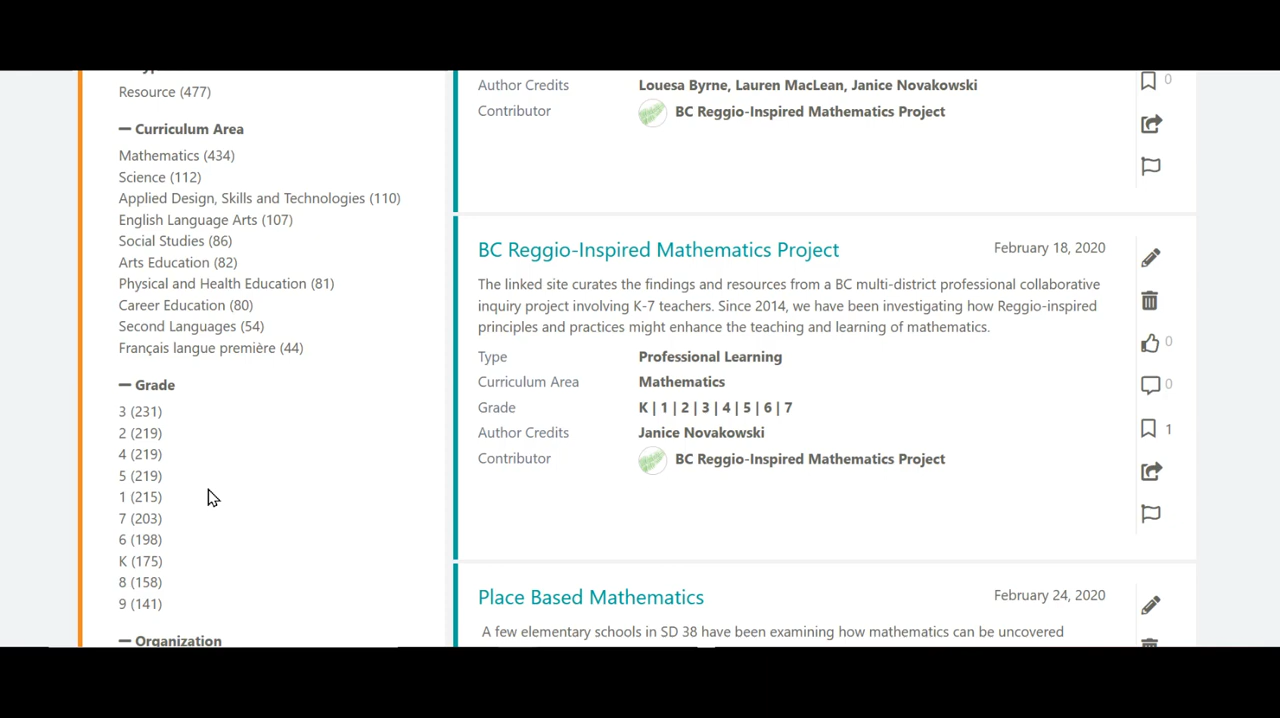 Resource (477)
Curriculum Area
Mathematics (434)
Science (112)
Applied Design, Skills and Technologies (110)
English Language Arts (107)
Social Studies (86)
Arts Education (82)
Physical and Health Education (81)
Career Education (80)
Second Languages (54)
Français langue première (44)
Grade
3 (231)
2 (219)
4 (219)
5 (219)
1 (215)
7 (203)
6 (198)
K (175)
8 (158)
9 (141)
Organization
Author Credits Louesa Byrne, Lauren MacLean, Janice Novakowski
Contributor BC Reggio-Inspired Mathematics Project
0
BC Reggio-Inspired Mathematics Project February 18, 2020
The linked site curates the findings and resources from a BC multi-district professional collaborative
inquiry project involving K-7 teachers. Since 2014, we have been investigating how Reggio-inspired
principles and practices might enhance the teaching and learning of mathematics.
Type Professional Learning
Curriculum Area Mathematics
Grade K | 1 | 2 | 3 | 4 | 5 | 6 | 7
Author Credits Janice Novakowski
Contributor BC Reggio-Inspired Mathematics Project
0
0
1
Place Based Mathematics February 24, 2020
A few elementary schools in SD 38 have been examining how mathematics can be uncovered